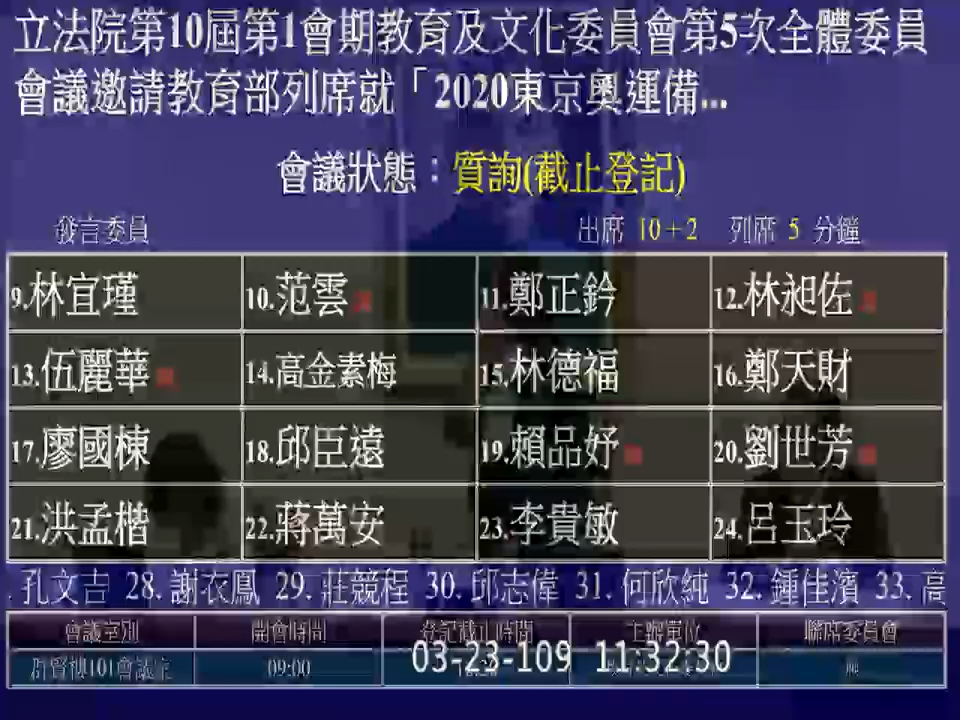 立法院第10屆第1會期教育及文化委員會第5次全體委員
會議邀請教育部列席就「2020東京奧運備...
會議狀態：質詢(截止登記)
發言委員 出席 10+2 列席 5 分鐘
9.林宜瑾 10.范雲 11.鄭正鈐 12.林昶佐
13.伍麗華 14.高金素梅 15.林德福 16.鄭天財
17.廖國棟 18.邱臣遠 19.賴品妤 20.劉世芳
21.洪孟楷 22.蔣萬安 23.李貴敏 24.呂玉玲
. 孔文吉 28. 謝衣鳳 29. 莊競程 30. 邱志偉 31. 何欣純 32. 鍾佳濱 33. 高
會議室別 開會時間 登記截止時間 主辦單位 聯席委員會
群賢樓101會議室 09:00
03-23-109 11:32:30